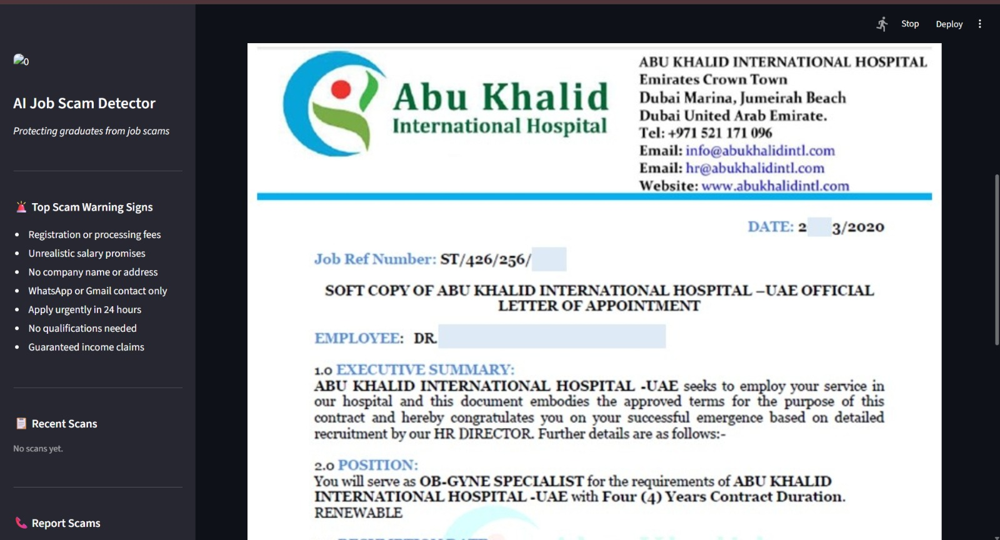 Stop
Deploy
0
AI Job Scam Detector
Protecting graduates from job scams
🚨 Top Scam Warning Signs
• Registration or processing fees
• Unrealistic salary promises
• No company name or address
• WhatsApp or Gmail contact only
• Apply urgently in 24 hours
• No qualifications needed
• Guaranteed income claims
📋 Recent Scans
No scans yet.
📞 Report Scams
Abu Khalid
International Hospital
ABU KHALID INTERNATIONAL HOSPITAL
Emirates Crown Town
Dubai Marina, Jumeirah Beach
Dubai United Arab Emirate.
Tel: +971 521 171 096
Email: info@abukhalidintl.com
Email: hr@abukhalidintl.com
Website: www.abukhalidintl.com
DATE: 2 3/2020
Job Ref Number: ST/426/256/
SOFT COPY OF ABU KHALID INTERNATIONAL HOSPITAL –UAE OFFICIAL
LETTER OF APPOINTMENT
EMPLOYEE: DR.
1.0 EXECUTIVE SUMMARY:
ABU KHALID INTERNATIONAL HOSPITAL -UAE seeks to employ your service in
our hospital and this document embodies the approved terms for the purpose of this
contract and hereby congratulates you on your successful emergence based on detailed
recruitment by our HR DIRECTOR. Further details are as follows:-
2.0 POSITION:
You will serve as OB-GYNE SPECIALIST for the requirements of ABU KHALID
INTERNATIONAL HOSPITAL -UAE with Four (4) Years Contract Duration.
RENEWABLE